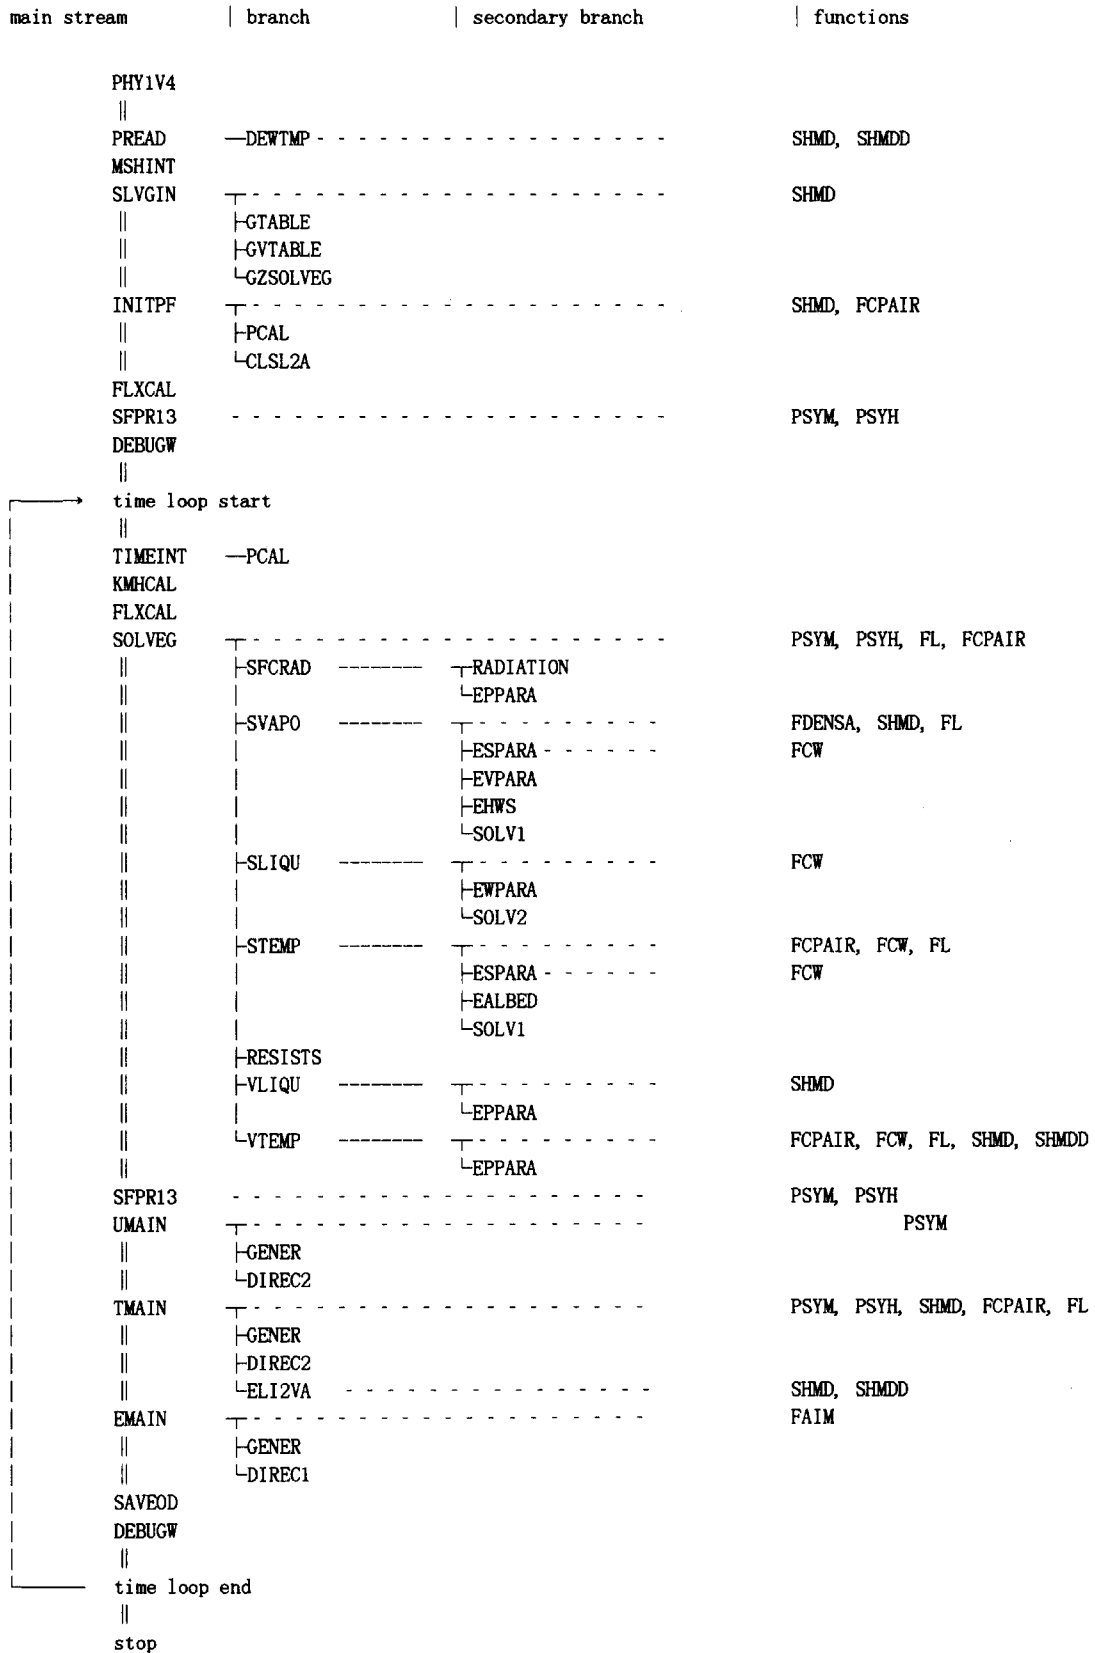 main stream | branch | secondary branch | functions
PHY1V4
||
PREAD —DEWTMP - - - - - - - - - - - - - - - - - SHMD, SHMDD
MSHINT
SLVGIN ┬- - - - - - - - - - - - - - - - - - - - SHMD
|| ├GTABLE
|| ├GVTABLE
|| └GZSOLVEG
INITPF ┬- - - - - - - - - - - - - - - - - - - - SHMD, FCPAIR
|| ├PCAL
|| └CLSL2A
FLXCAL
SFPR13 - - - - - - - - - - - - - - - - - - - - - PSYM, PSYH
DEBUGW
||
┌───→ time loop start
| ||
| TIMEINT —PCAL
| KMHCAL
| FLXCAL
| SOLVEG ┬- - - - - - - - - - - - - - - - - - - - PSYM, PSYH, FL, FCPAIR
| || ├SFCRAD -------- ┬RADIATION
| || | └EPPARA
| || ├SVAPO -------- ┬- - - - - - - - - FDENSA, SHMD, FL
| || | ├ESPARA - - - - - - FCW
| || | ├EVPARA
| || | ├EHWS
| || | └SOLV1
| || ├SLIQU -------- ┬- - - - - - - - - FCW
| || | ├EWPARA
| || | └SOLV2
| || ├STEMP -------- ┬- - - - - - - - - FCPAIR, FCW, FL
| || | ├ESPARA - - - - - - FCW
| || | ├EALBED
| || | └SOLV1
| || ├RESISTS
| || ├VLIQU -------- ┬- - - - - - - - - SHMD
| || | └EPPARA
| || └VTEMP -------- ┬- - - - - - - - - FCPAIR, FCW, FL, SHMD, SHMDD
| || └EPPARA
| SFPR13 - - - - - - - - - - - - - - - - - - - - PSYM, PSYH
| UMAIN ┬- - - - - - - - - - - - - - - - - - - PSYM
| || ├GENER
| || └DIREC2
| TMAIN ┬- - - - - - - - - - - - - - - - - - - PSYM, PSYH, SHMD, FCPAIR, FL
| || ├GENER
| || ├DIREC2
| || └ELI2VA - - - - - - - - - - - - - - - SHMD, SHMDD
| EMAIN ┬- - - - - - - - - - - - - - - - - - - FAIM
| || ├GENER
| || └DIREC1
| SAVEOD
| DEBUGW
| ||
└─── time loop end
||
stop